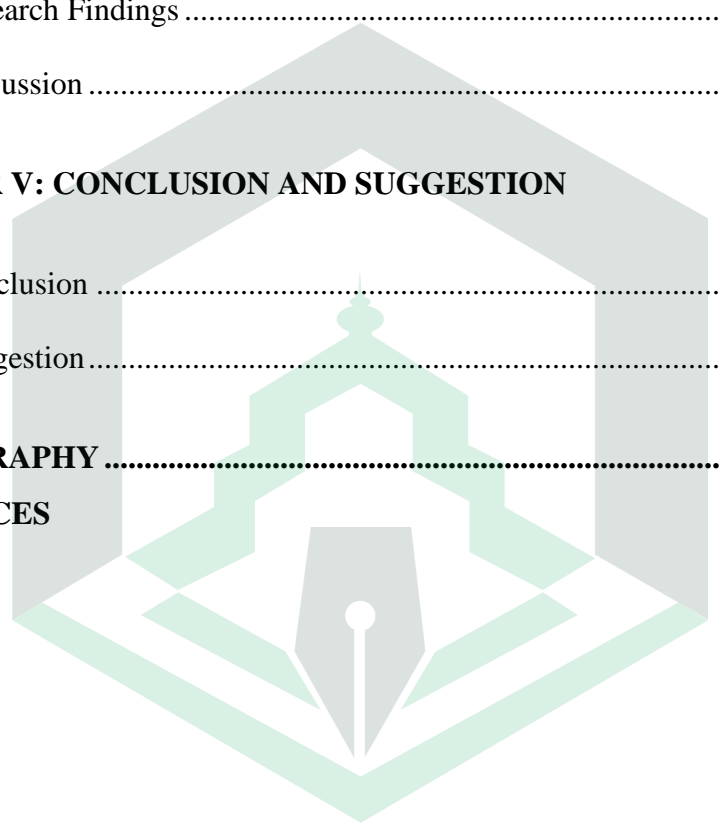 earch Findings ................................................................................
ussion ............................................................................................
R V: CONCLUSION AND SUGGESTION
clusion ...........................................................................................
gestion ............................................................................................
RAPHY ..........................................................................................
CES